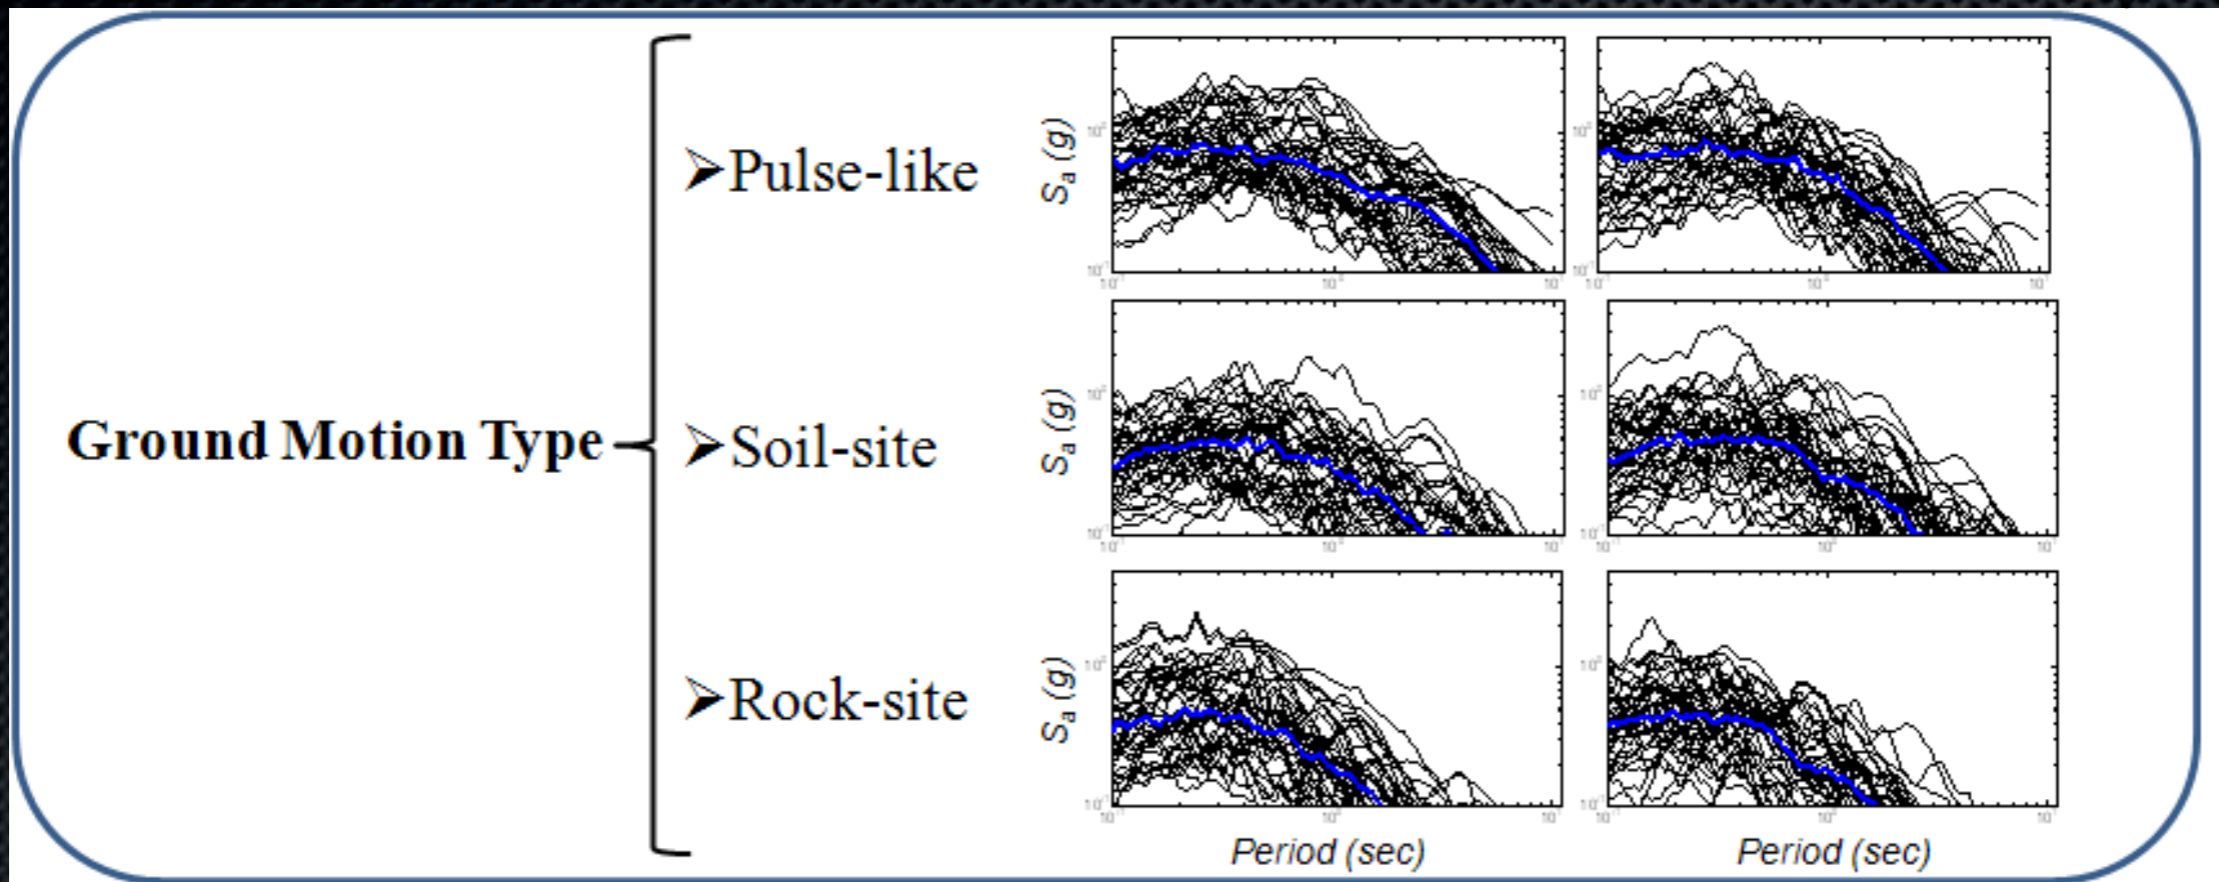 Ground Motion Type
➢Pulse-like
➢Soil-site
➢Rock-site
Sa (g)
Sa (g)
Sa (g)
Period (sec)
Period (sec)